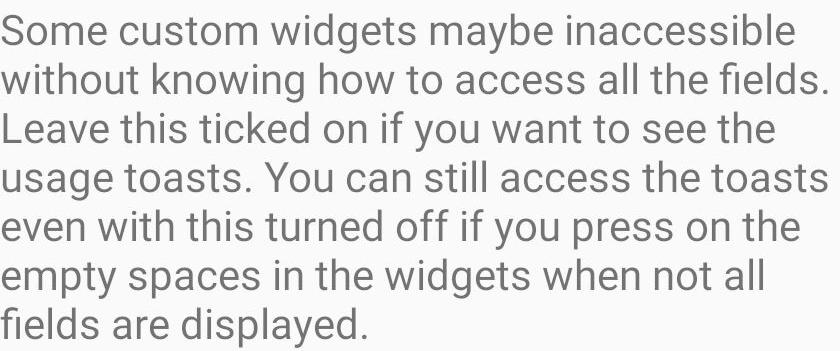 Some custom widgets maybe inaccessible
without knowing how to access all the fields.
Leave this ticked on if you want to see the
usage toasts. You can still access the toasts
even with this turned off if you press on the
empty spaces in the widgets when not all
fields are displayed.